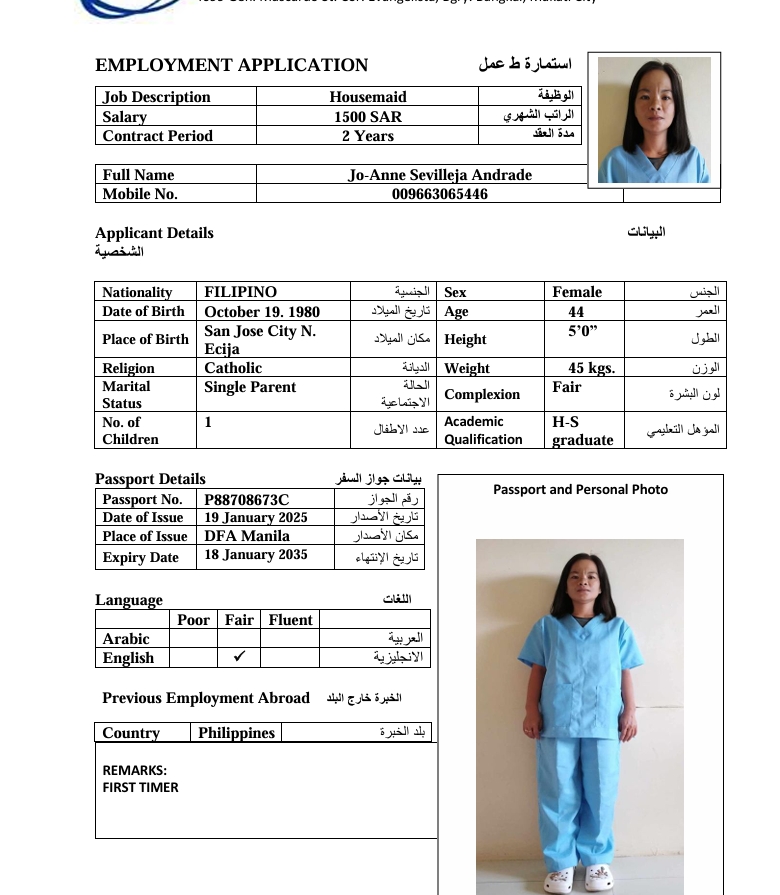 EMPLOYMENT APPLICATION استمارة ط عمل
Job Description Housemaid الوظيفة
Salary 1500 SAR الراتب الشهري
Contract Period 2 Years مدة العقد
Full Name Jo-Anne Sevilleja Andrade
Mobile No. 009663065446
Applicant Details البيانات
الشخصية
Nationality FILIPINO الجنسية Sex Female الجنس
Date of Birth October 19. 1980 تاريخ الميلاد Age 44 العمر
Place of Birth San Jose City N. Ecija مكان الميلاد Height 5’0” الطول
Religion Catholic الديانة Weight 45 kgs. الوزن
Marital Status Single Parent الحالة الاجتماعية Complexion Fair لون البشرة
No. of Children 1 عدد الاطفال Academic Qualification H-S graduate المؤهل التعليمي
Passport Details بيانات جواز السفر
Passport No. P88708673C رقم الجواز
Date of Issue 19 January 2025 تاريخ الأصدار
Place of Issue DFA Manila مكان الأصدار
Expiry Date 18 January 2035 تاريخ الإنتهاء
Passport and Personal Photo
Language اللغات
Poor Fair Fluent
Arabic العربية
English ✓ الانجليزية
Previous Employment Abroad الخبرة خارج البلد
Country Philippines بلد الخبرة
REMARKS:
FIRST TIMER